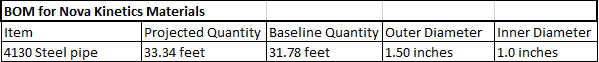 BOM for Nova Kinetics Materials
Item Projected Quantity Baseline Quantity Outer Diameter Inner Diameter
4130 Steel pipe 33.34 feet 31.78 feet 1.50 inches 1.0 inches